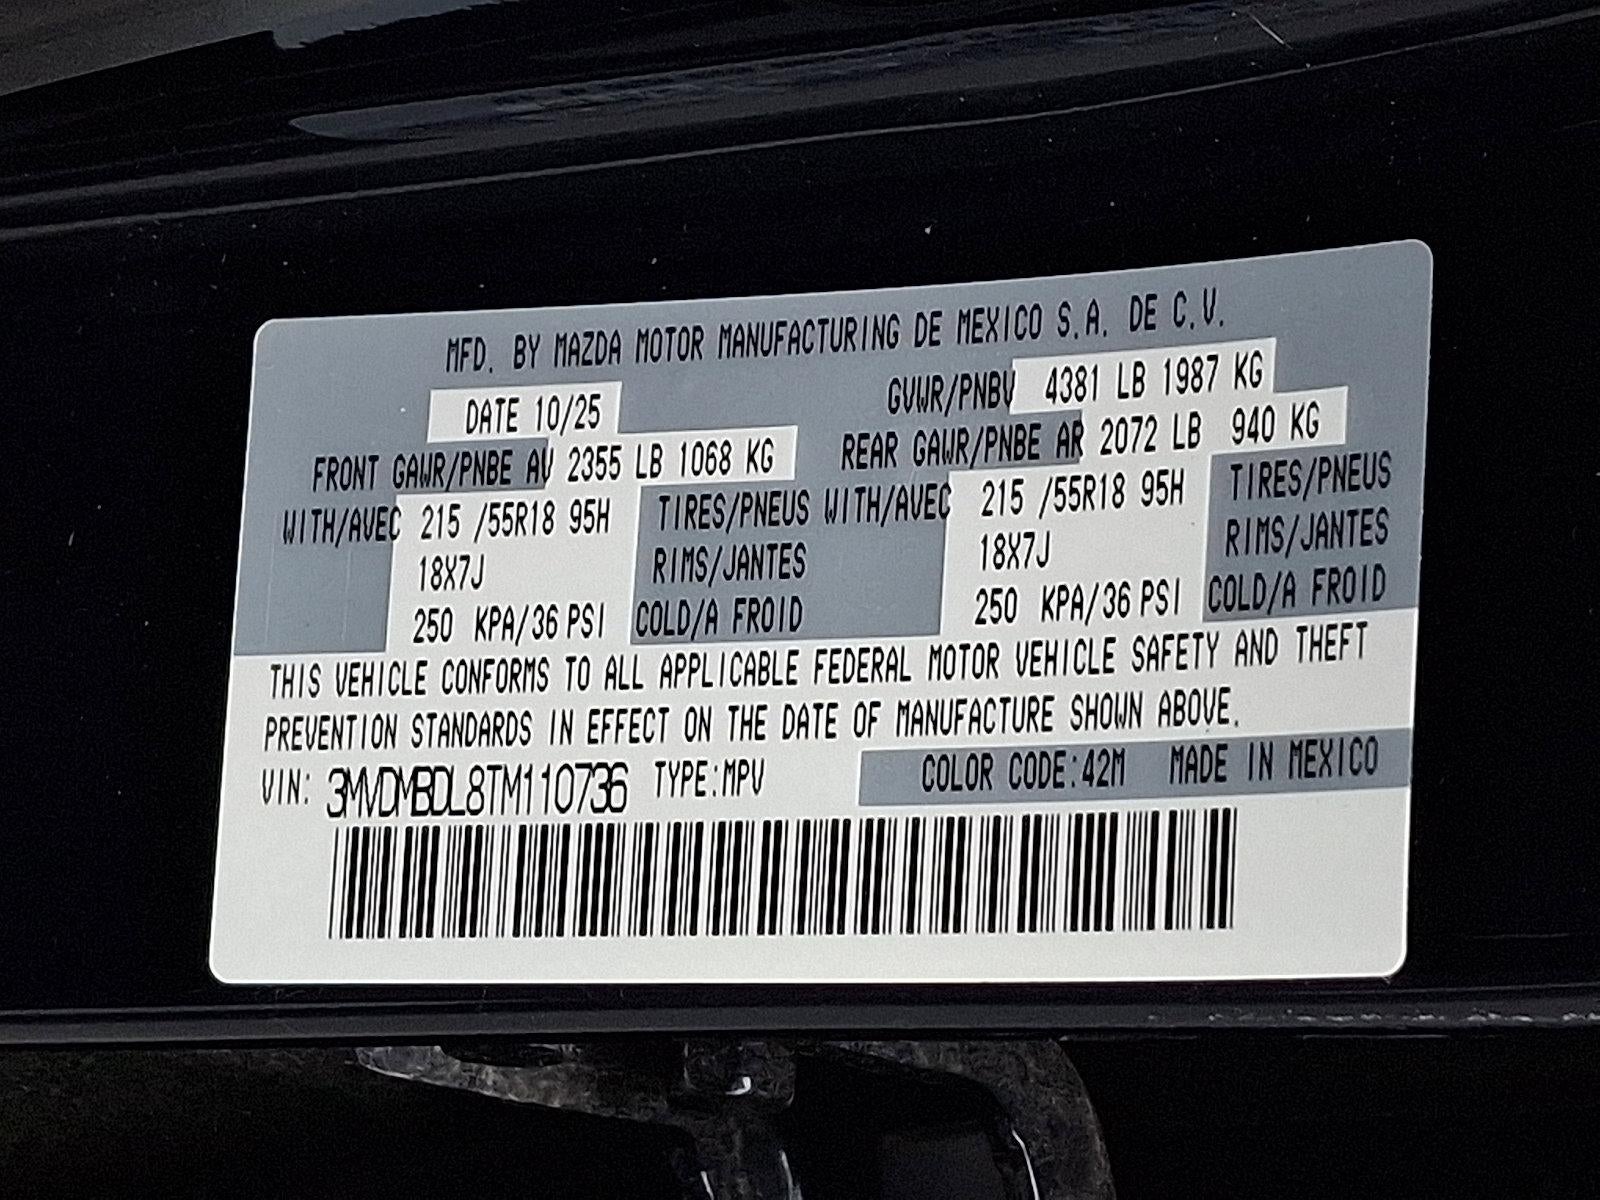 MFD. BY MAZDA MOTOR MANUFACTURING DE MEXICO S.A. DE C.V.
DATE 10/25 GVWR/PNBV 4381 LB 1987 KG
FRONT GAWR/PNBE AV 2355 LB 1068 KG REAR GAWR/PNBE AR 2072 LB 940 KG
WITH/AVEC 215 /55R18 95H TIRES/PNEUS WITH/AVEC 215 /55R18 95H TIRES/PNEUS
18X7J RIMS/JANTES 18X7J RIMS/JANTES
250 KPA/36 PSI COLD/A FROID 250 KPA/36 PSI COLD/A FROID
THIS VEHICLE CONFORMS TO ALL APPLICABLE FEDERAL MOTOR VEHICLE SAFETY AND THEFT
PREVENTION STANDARDS IN EFFECT ON THE DATE OF MANUFACTURE SHOWN ABOVE.
VIN: 3MVDMBDL8TM110736 TYPE:MPV COLOR CODE:42M MADE IN MEXICO